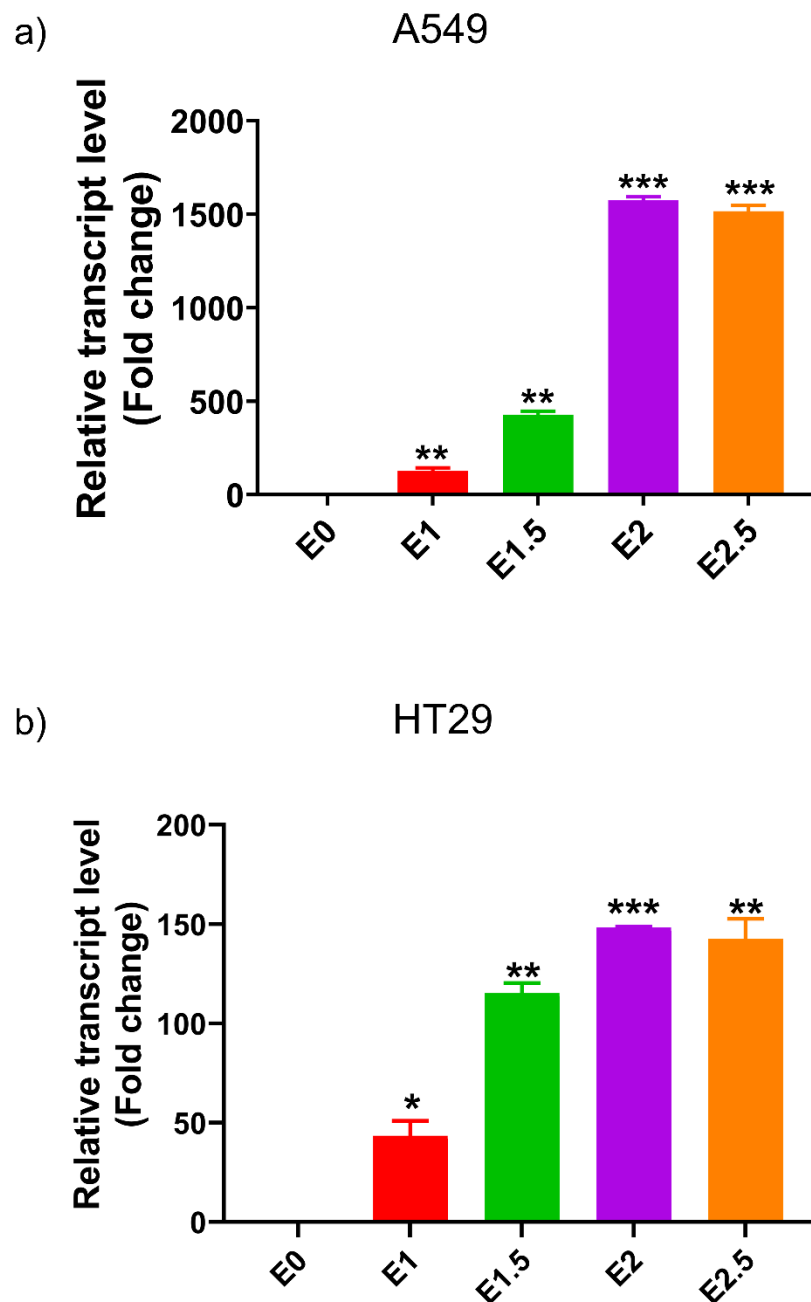 a)
A549
Relative transcript level
(Fold change)
2000
1500
1000
500
0
**
**
***
***
E0
E1
E1.5
E2
E2.5
b)
HT29
Relative transcript level
(Fold change)
200
150
100
50
0
*
**
***
**
E0
E1
E1.5
E2
E2.5